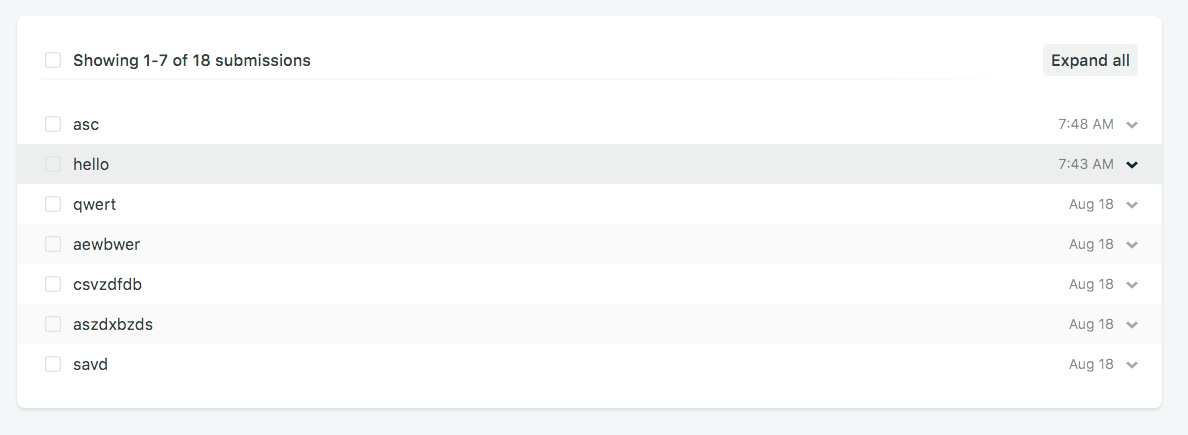 Showing 1-7 of 18 submissions Expand all
asc 7:48 AM
hello 7:43 AM
qwert Aug 18
aewbwer Aug 18
csvzdfdb Aug 18
aszdxbzds Aug 18
savd Aug 18